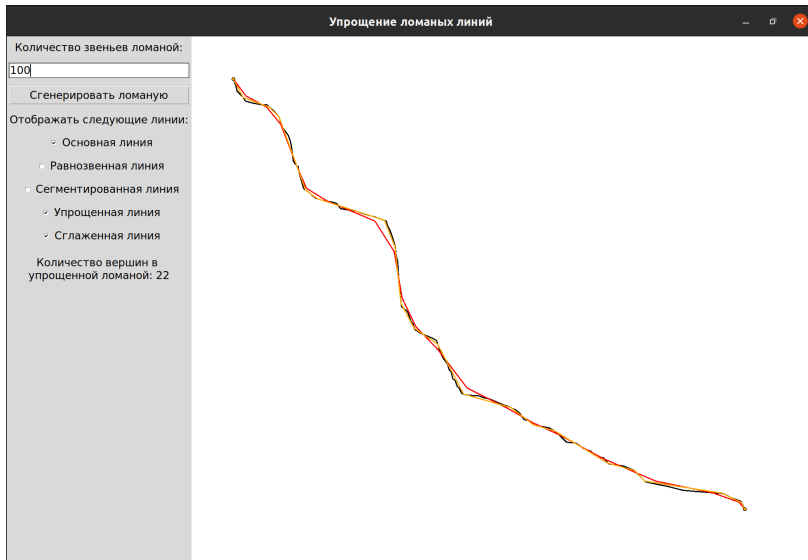 Упрощение ломаных линий
Количество звеньев ломаной:
100
Сгенерировать ломаную
Отображать следующие линии:
Основная линия
Равнозвенная линия
Сегментированная линия
Упрощенная линия
Сглаженная линия
Количество вершин в
упрощенной ломаной: 22